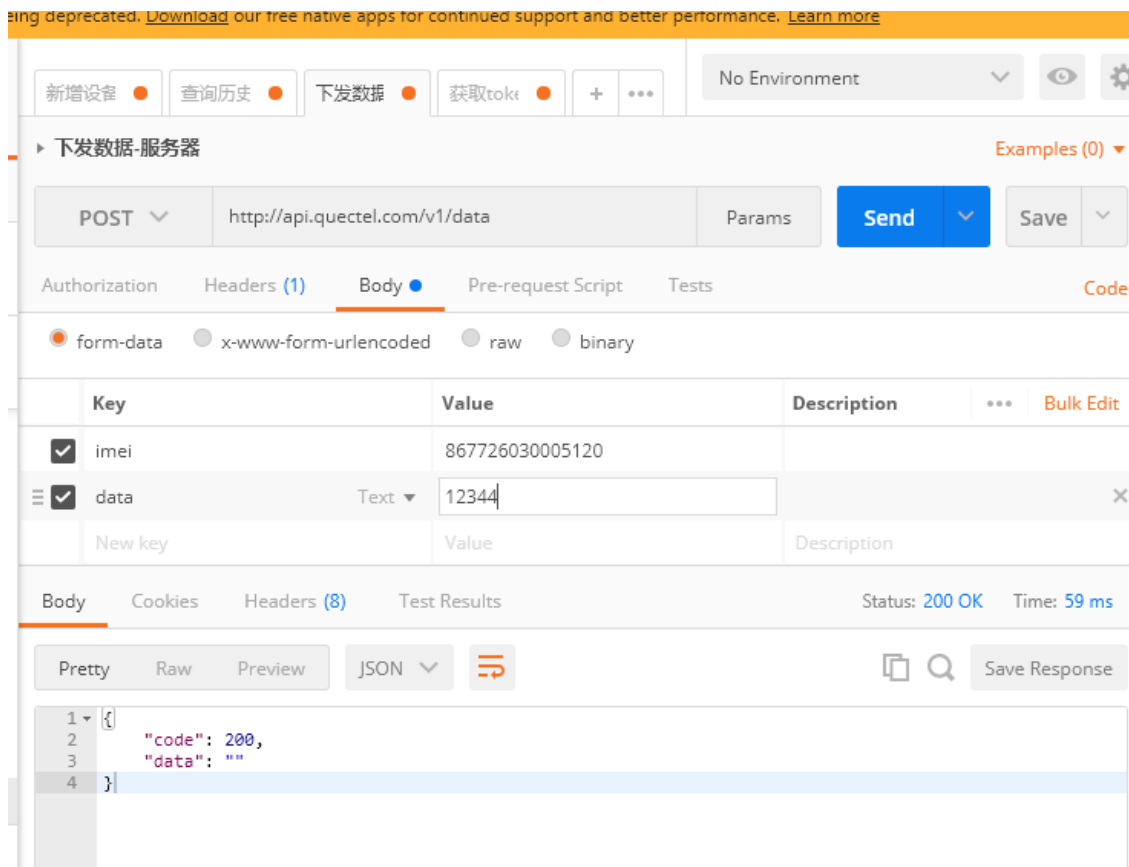 ing deprecated. Download our free native apps for continued support and better performance. Learn more
新增设备 查询历史 下发数据 获取toke + ••• No Environment
下发数据-服务器 Examples (0)
POST http://api.quectel.com/v1/data Params Send Save
Authorization Headers (1) Body Pre-request Script Tests Code
form-data x-www-form-urlencoded raw binary
Key Value Description ••• Bulk Edit
imei 867726030005120
data Text 12344
New key Value Description
Body Cookies Headers (8) Test Results Status: 200 OK Time: 59 ms
Pretty Raw Preview JSON Save Response
1 {
2 "code": 200,
3 "data": ""
4 }